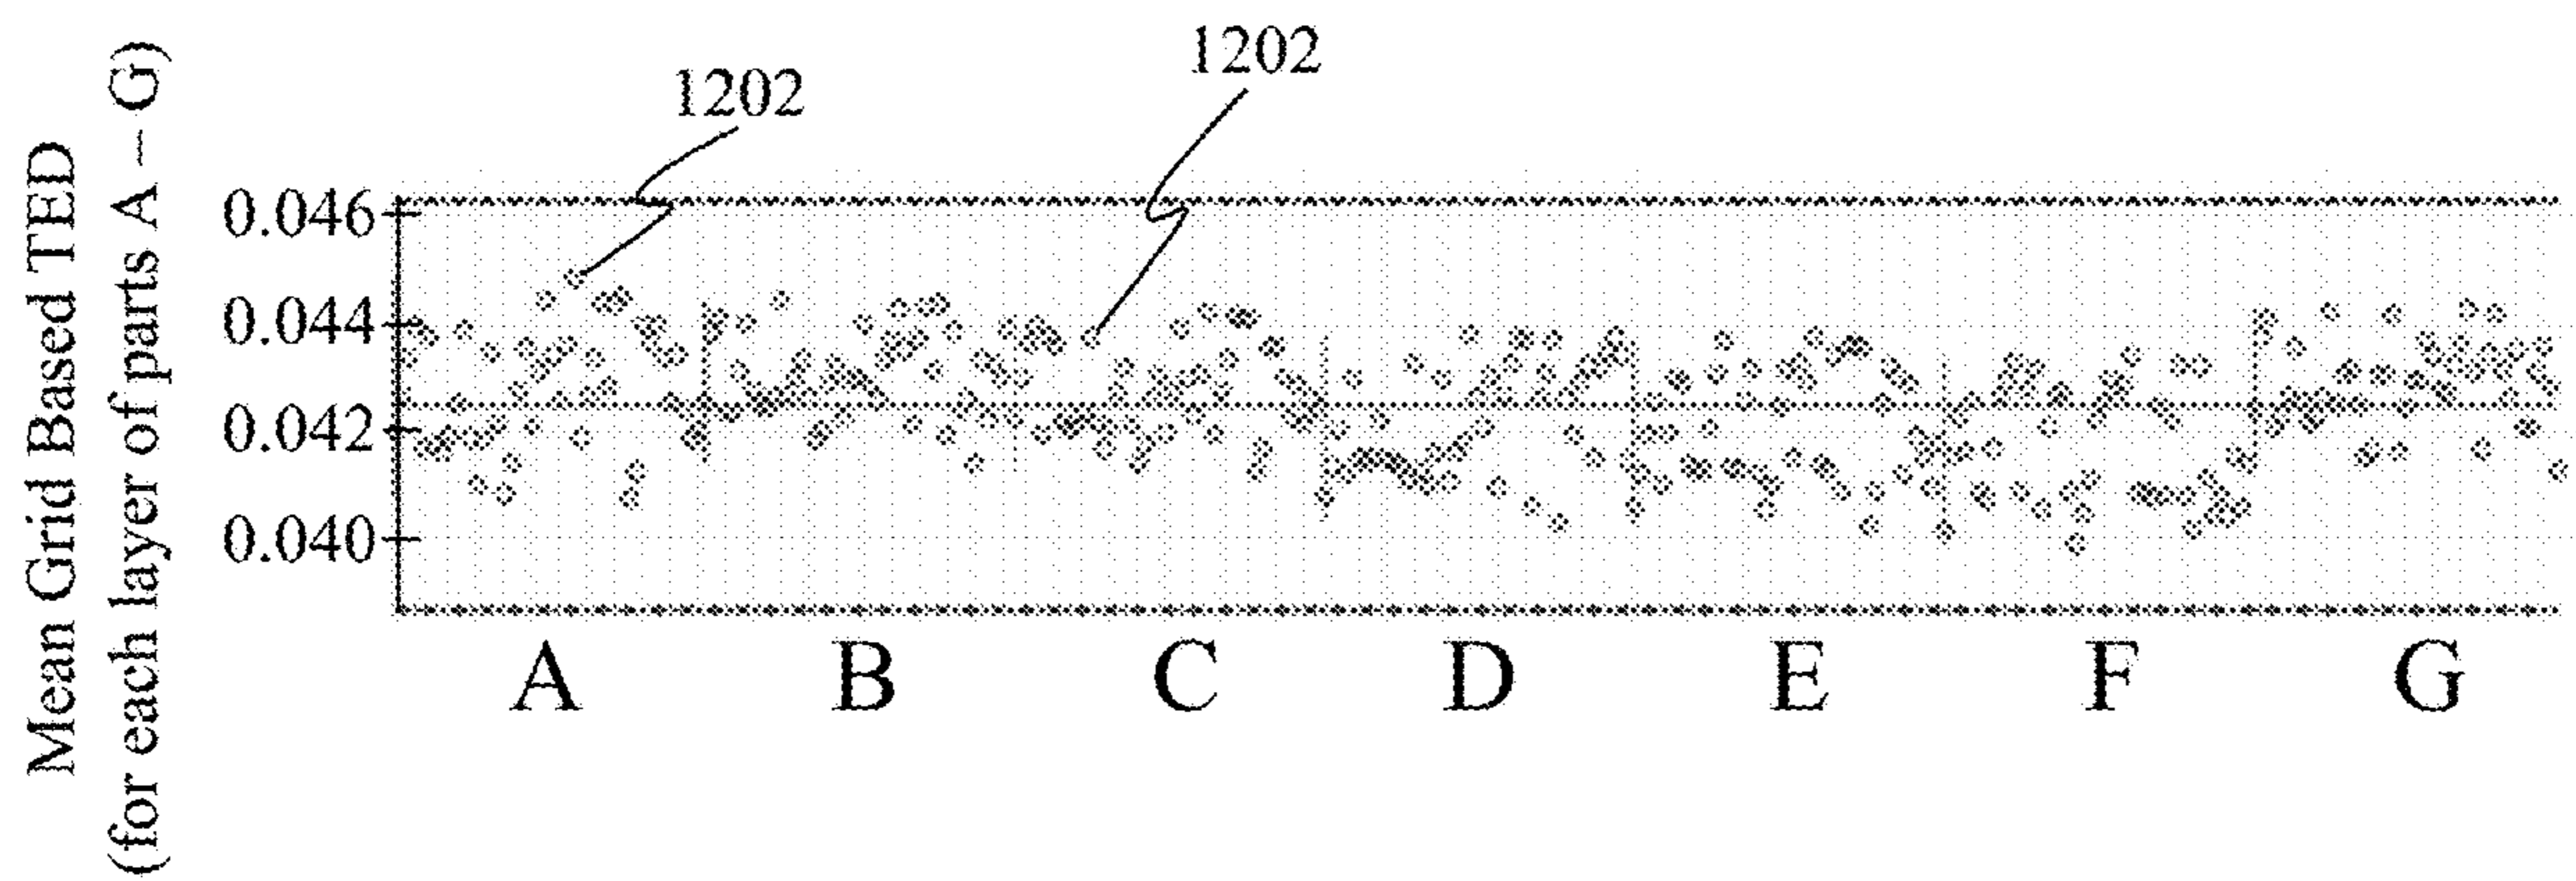 1202
1202
Mean Grid Based TED
(for each layer of parts A – G)
0.046
0.044
0.042
0.040
A B C D E F G